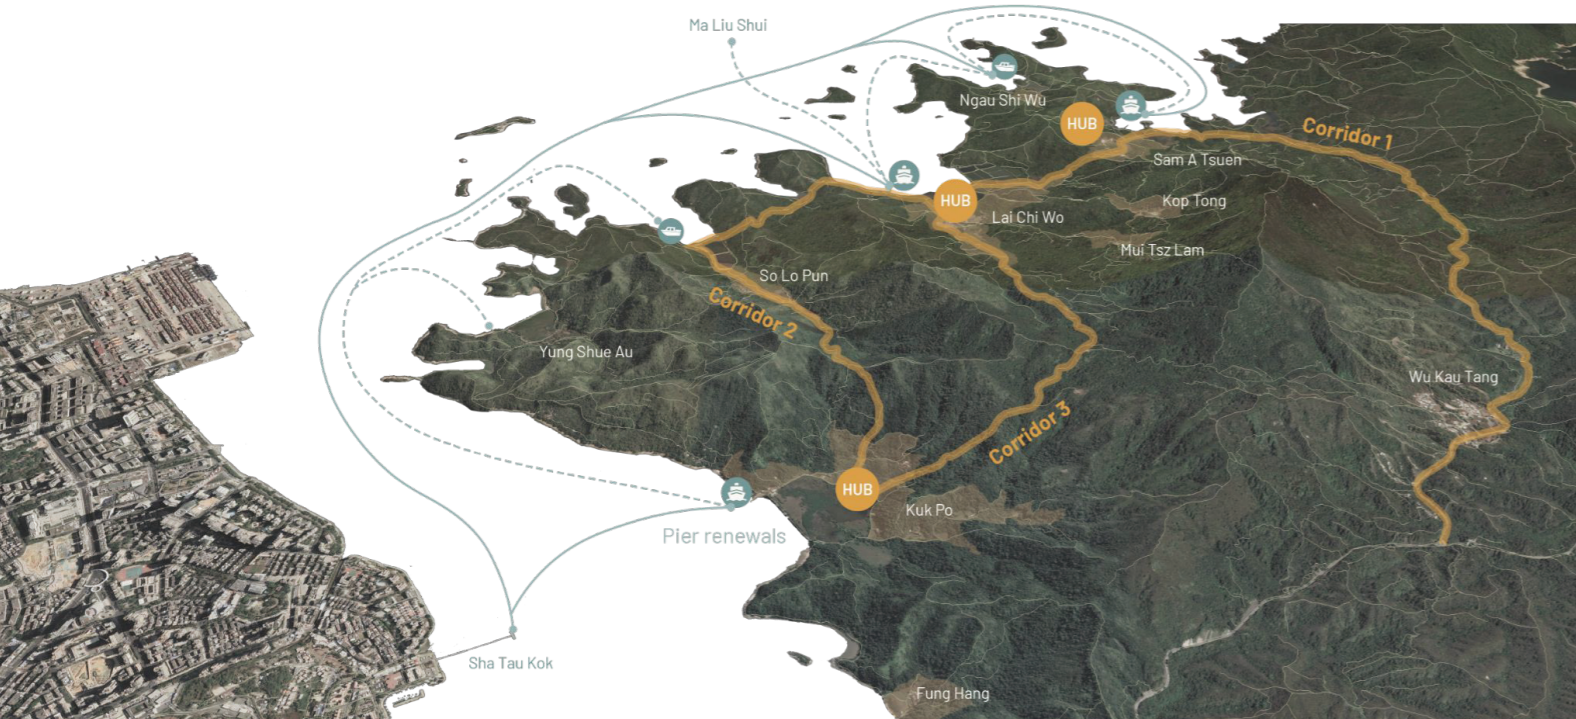 Ma Liu Shui
Ngau Shi Wu
HUB
Corridor 1
Sam A Tsuen
Kop Tong
HUB
Lai Chi Wo
Mui Tsz Lam
So Lo Pun
Corridor 2
Yung Shue Au
Wu Kau Tang
Corridor 3
HUB
Kuk Po
Pier renewals
Sha Tau Kok
Fung Hang